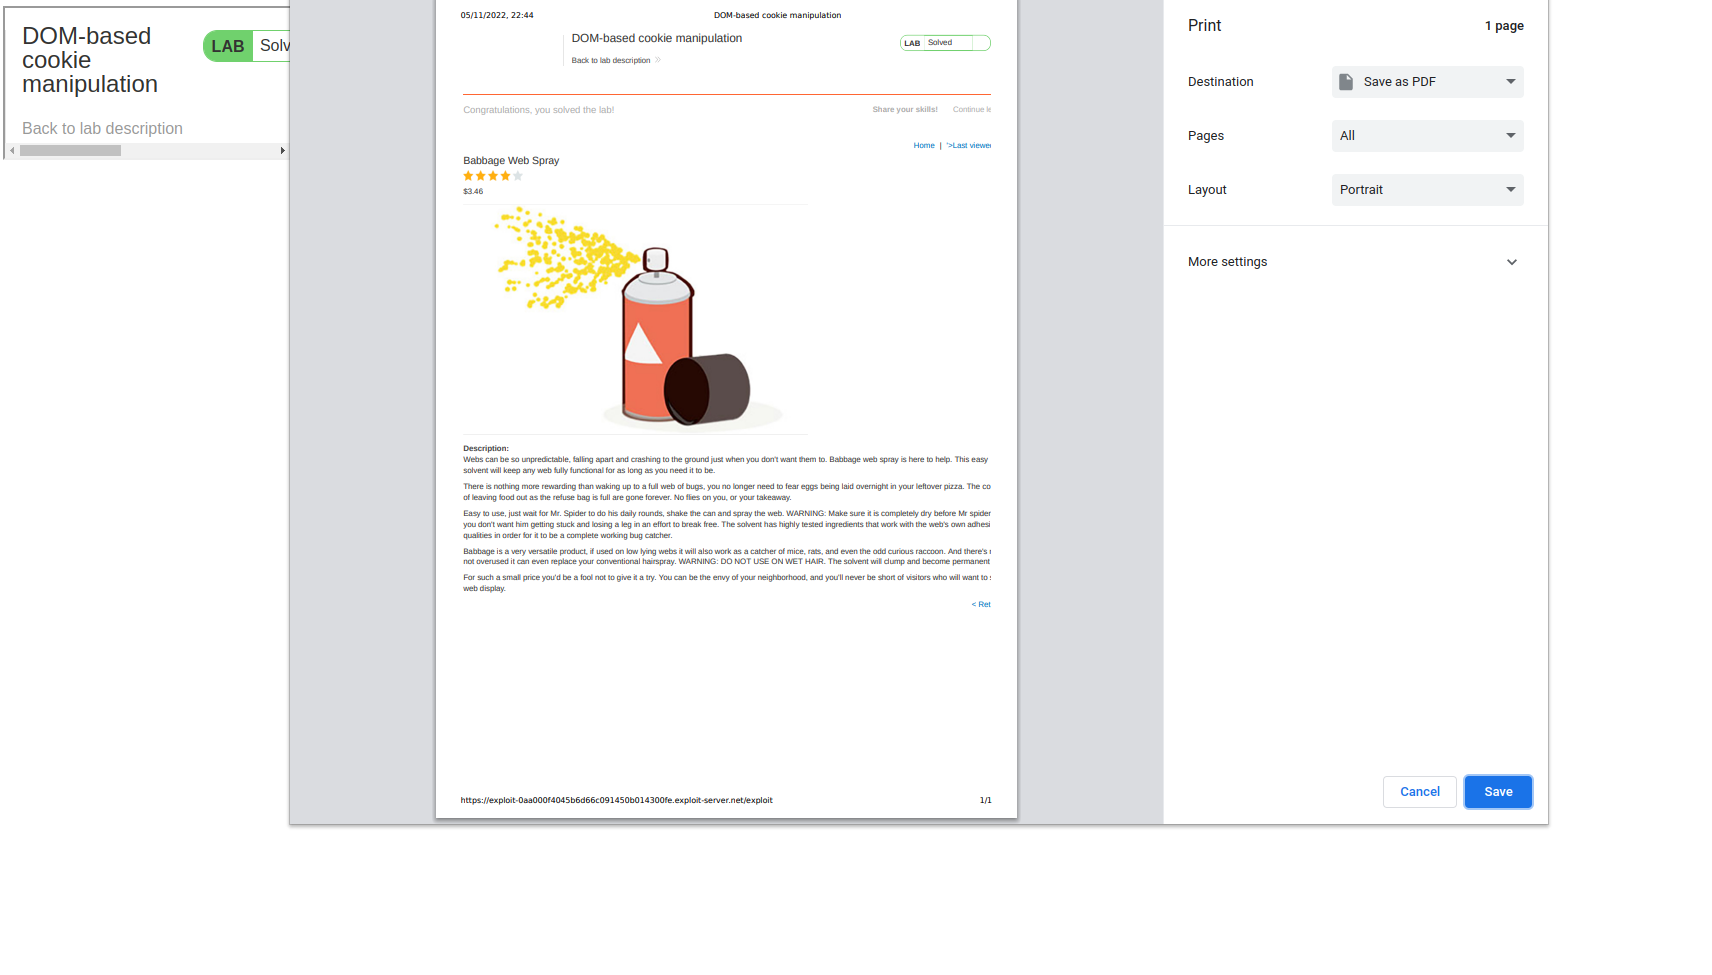 DOM-based
cookie
manipulation
LAB Solv
Back to lab description
05/11/2022, 22:44 DOM-based cookie manipulation
DOM-based cookie manipulation
LAB Solved
Back to lab description
Congratulations, you solved the lab! Share your skills! Continue le
Home | '>Last viewe
Babbage Web Spray
$3.46
Description:
Webs can be so unpredictable, falling apart and crashing to the ground just when you don't want them to. Babbage web spray is here to help. This easy
solvent will keep any web fully functional for as long as you need it to be.
There is nothing more rewarding than waking up to a full web of bugs, you no longer need to fear eggs being laid overnight in your leftover pizza. The co
of leaving food out as the refuse bag is full are gone forever. No flies on you, or your takeaway.
Easy to use, just wait for Mr. Spider to do his daily rounds, shake the can and spray the web. WARNING: Make sure it is completely dry before Mr spider
you don't want him getting stuck and losing a leg in an effort to break free. The solvent has highly tested ingredients that work with the web's own adhesi
qualities in order for it to be a complete working bug catcher.
Babbage is a very versatile product, if used on low lying webs it will also work as a catcher of mice, rats, and even the odd curious raccoon. And there's
not overused it can even replace your conventional hairspray. WARNING: DO NOT USE ON WET HAIR. The solvent will clump and become permanent
For such a small price you'd be a fool not to give it a try. You can be the envy of your neighborhood, and you'll never be short of visitors who will want to
web display.
< Ret
https://exploit-0aa000f4045b6d66c091450b014300fe.exploit-server.net/exploit 1/1
Print 1 page
Destination Save as PDF
Pages All
Layout Portrait
More settings
Cancel Save